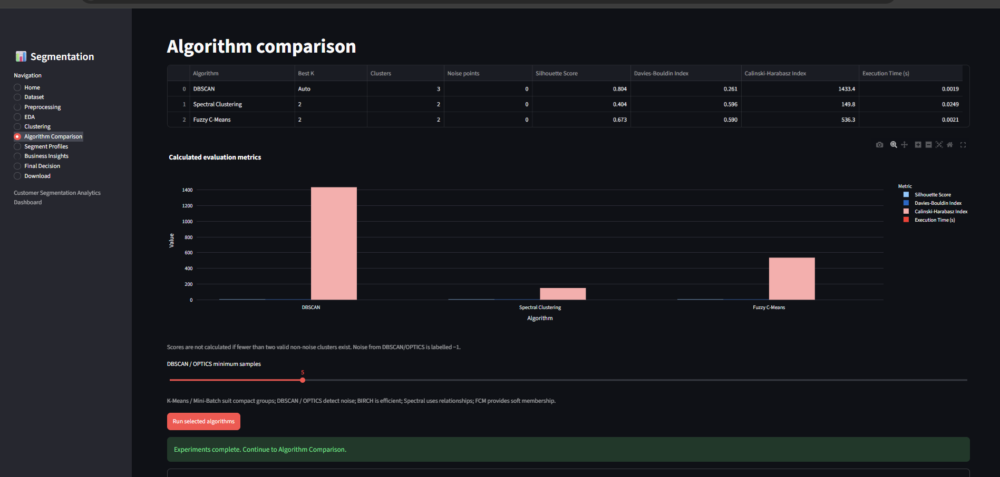 Segmentation
Navigation
Home
Dataset
Preprocessing
EDA
Clustering
Algorithm Comparison
Segment Profiles
Business Insights
Final Decision
Download
Customer Segmentation Analytics
Dashboard
Algorithm comparison
Algorithm Best K Clusters Noise points Silhouette Score Davies-Bouldin Index Calinski-Harabasz Index Execution Time (s)
0 DBSCAN Auto 3 0 0.804 0.261 1433.4 0.0019
1 Spectral Clustering 2 2 0 0.404 0.596 149.8 0.0249
2 Fuzzy C-Means 2 2 0 0.673 0.590 536.3 0.0021
Calculated evaluation metrics
1400
1200
1000
800
600
400
200
0
Value
DBSCAN Spectral Clustering Fuzzy C-Means
Algorithm
Metric
Silhouette Score
Davies-Bouldin Index
Calinski-Harabasz Index
Execution Time (s)
Scores are not calculated if fewer than two valid non-noise clusters exist. Noise from DBSCAN/OPTICS is labelled −1.
DBSCAN / OPTICS minimum samples
5
K-Means / Mini-Batch suit compact groups; DBSCAN / OPTICS detect noise; BIRCH is efficient; Spectral uses relationships; FCM provides soft membership.
Run selected algorithms
Experiments complete. Continue to Algorithm Comparison.